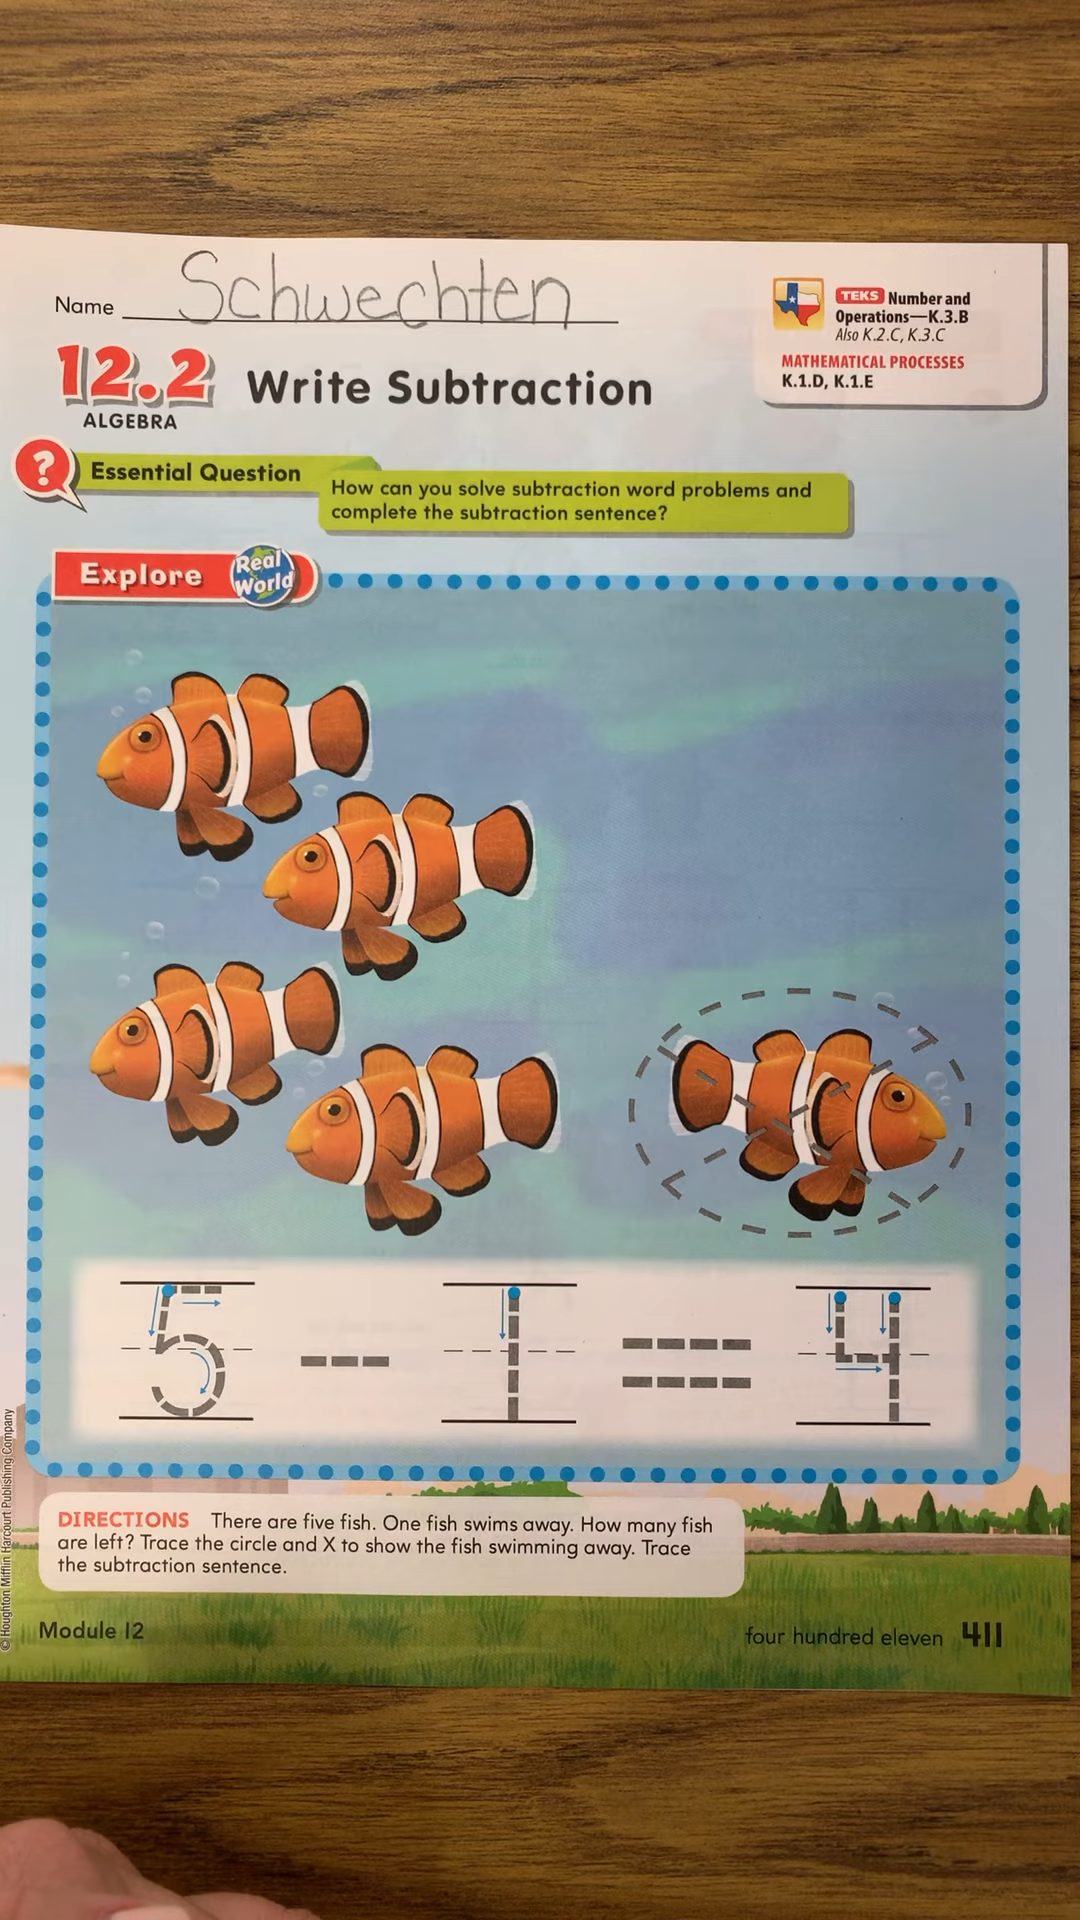 Name Schwechten
TEKS Number and
Operations—K.3.B
Also K.2.C, K.3.C
MATHEMATICAL PROCESSES
K.1.D, K.1.E
12.2 Write Subtraction
ALGEBRA
? Essential Question
How can you solve subtraction word problems and
complete the subtraction sentence?
Explore Real
World
5 - 1 = 4
DIRECTIONS There are five fish. One fish swims away. How many fish
are left? Trace the circle and X to show the fish swimming away. Trace
the subtraction sentence.
© Houghton Mifflin Harcourt Publishing Company
Module 12
four hundred eleven 411